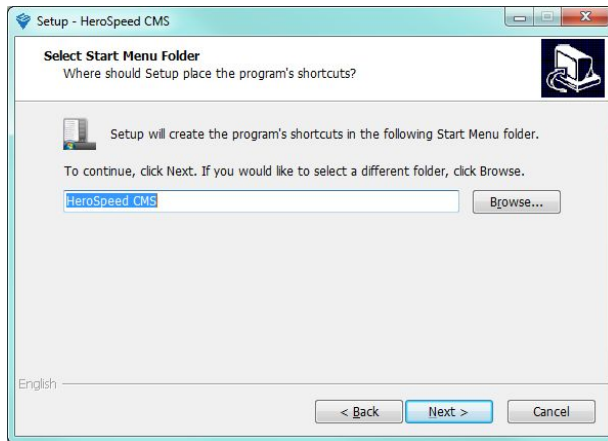 Setup - HeroSpeed CMS
Select Start Menu Folder
Where should Setup place the program's shortcuts?
Setup will create the program's shortcuts in the following Start Menu folder.
To continue, click Next. If you would like to select a different folder, click Browse.
HeroSpeed CMS
Browse...
English
< Back
Next >
Cancel